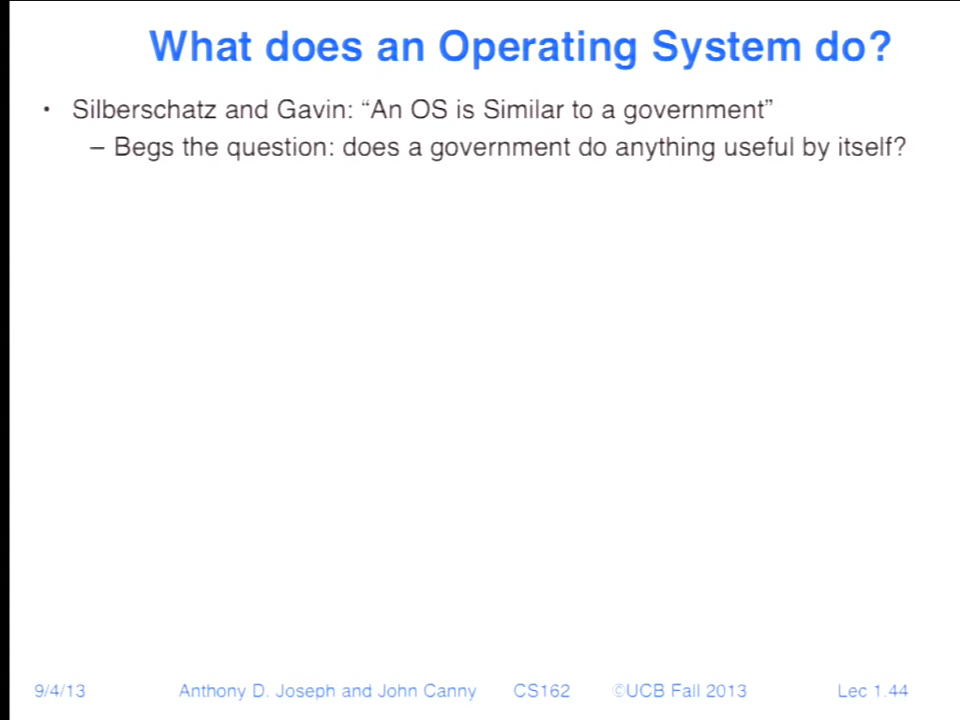 What does an Operating System do?
• Silberschatz and Gavin: “An OS is Similar to a government”
– Begs the question: does a government do anything useful by itself?
9/4/13 Anthony D. Joseph and John Canny CS162 ©UCB Fall 2013 Lec 1.44